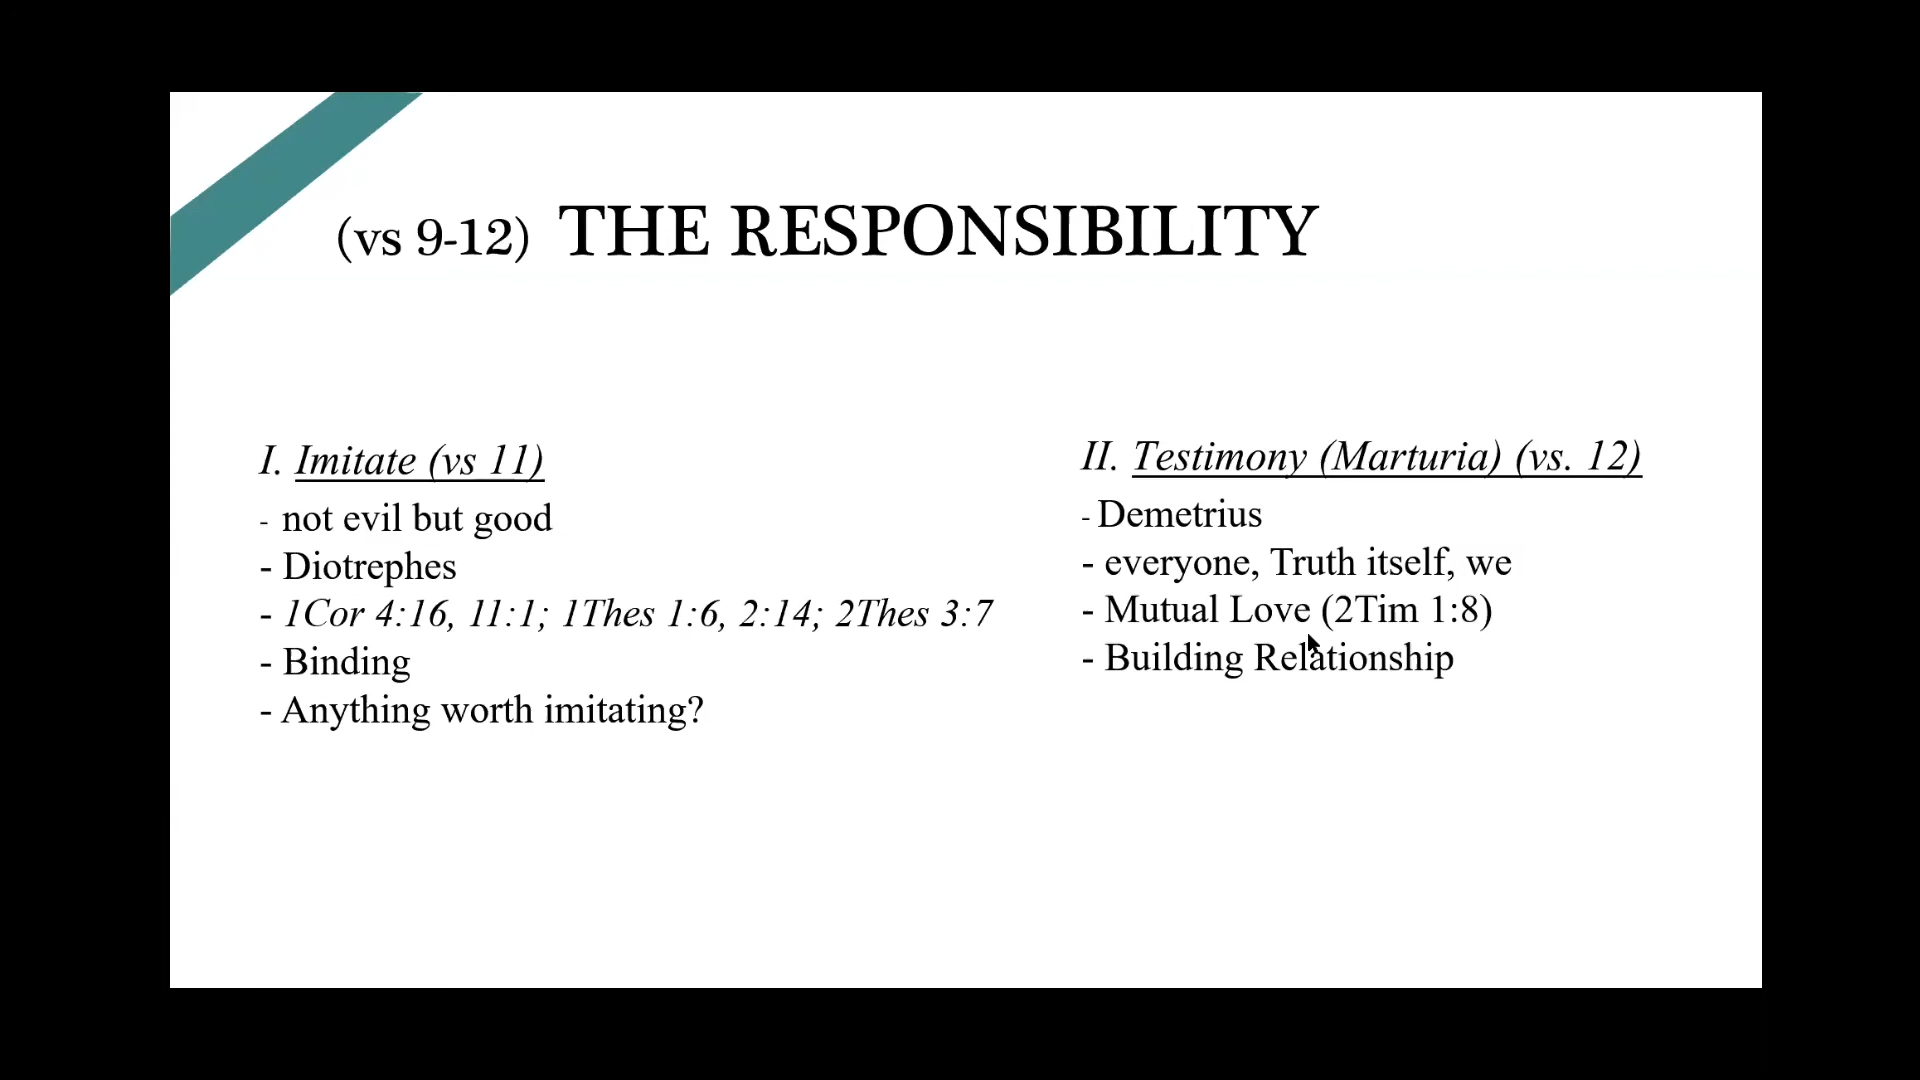 (vs 9-12) THE RESPONSIBILITY
I. Imitate (vs 11)
- not evil but good
- Diotrephes
- 1Cor 4:16, 11:1; 1Thes 1:6, 2:14; 2Thes 3:7
- Binding
- Anything worth imitating?
II. Testimony (Marturia) (vs. 12)
- Demetrius
- everyone, Truth itself, we
- Mutual Love (2Tim 1:8)
- Building Relationship